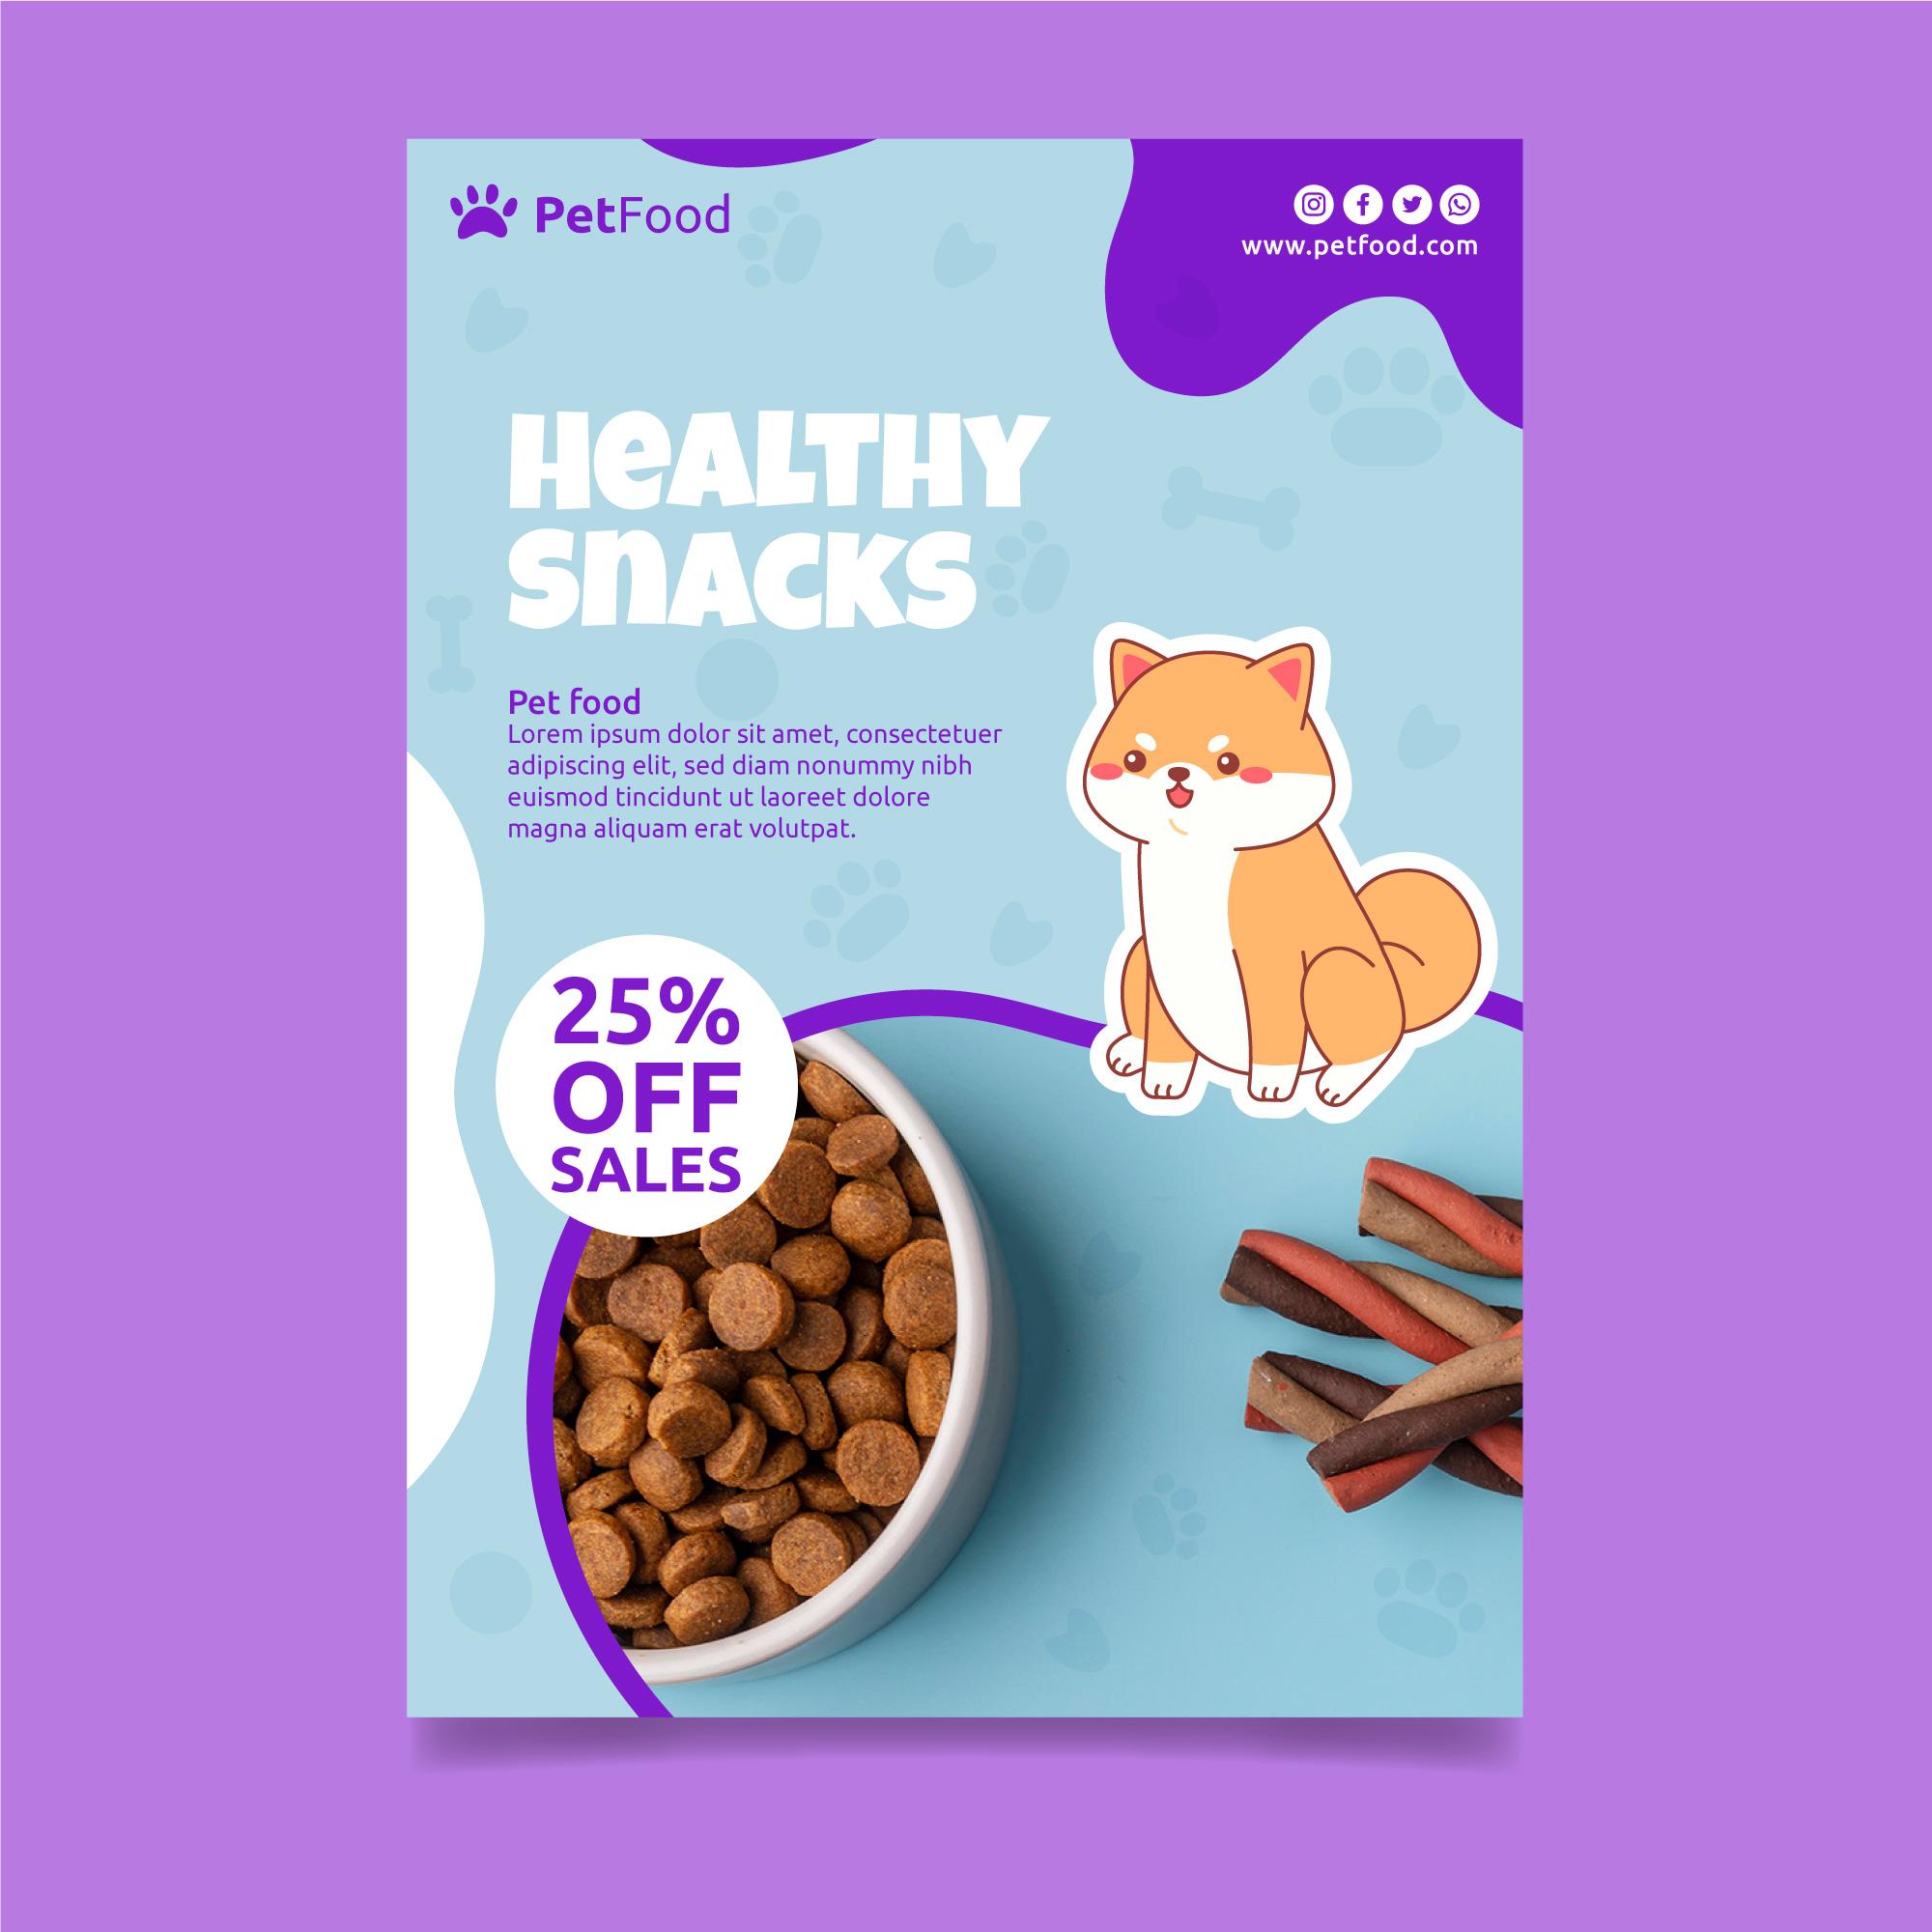 PetFood
www.petfood.com
HeALTHY
SnACKS
Pet food
Lorem ipsum dolor sit amet, consectetuer
adipiscing elit, sed diam nonummy nibh
euismod tincidunt ut laoreet dolore
magna aliquam erat volutpat.
25%
OFF
SALES